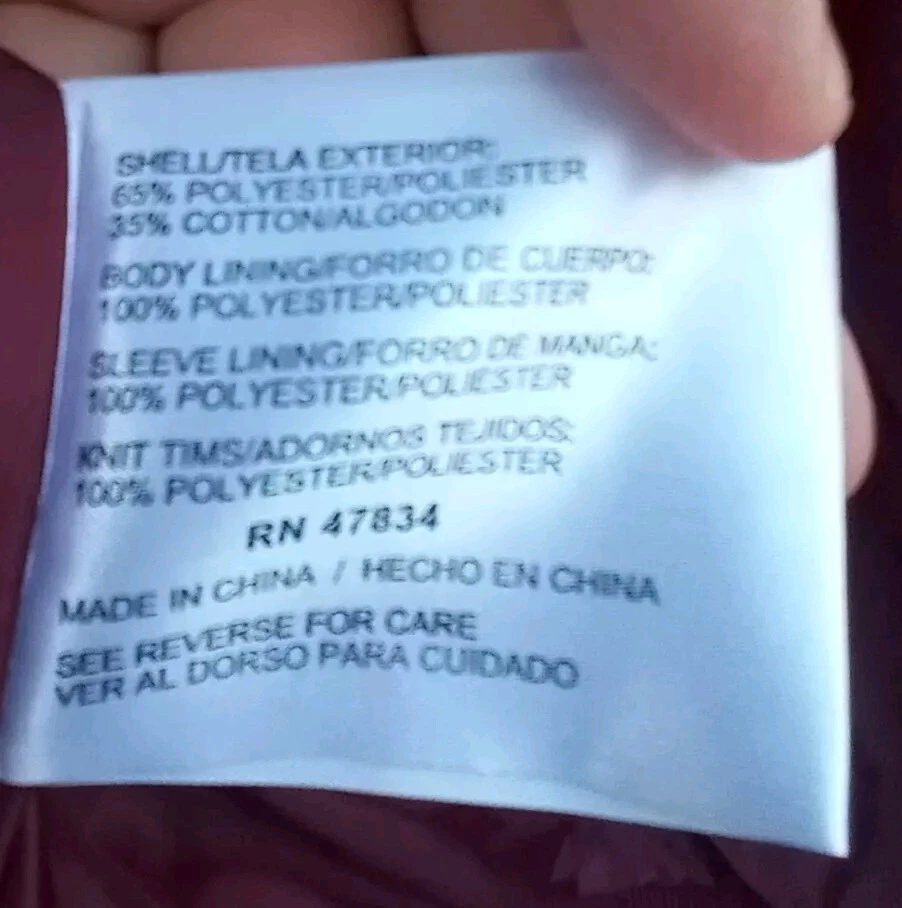 SHELL/TELA EXTERIOR:
65% POLYESTER/POLIESTER
35% COTTON/ALGODON
BODY LINING/FORRO DE CUERPO:
100% POLYESTER/POLIESTER
SLEEVE LINING/FORRO DE MANGA:
100% POLYESTER/POLIESTER
KNIT TIMS/ADORNOS TEJIDOS:
100% POLYESTER/POLIESTER
RN 47834
MADE IN CHINA / HECHO EN CHINA
SEE REVERSE FOR CARE
VER AL DORSO PARA CUIDADO